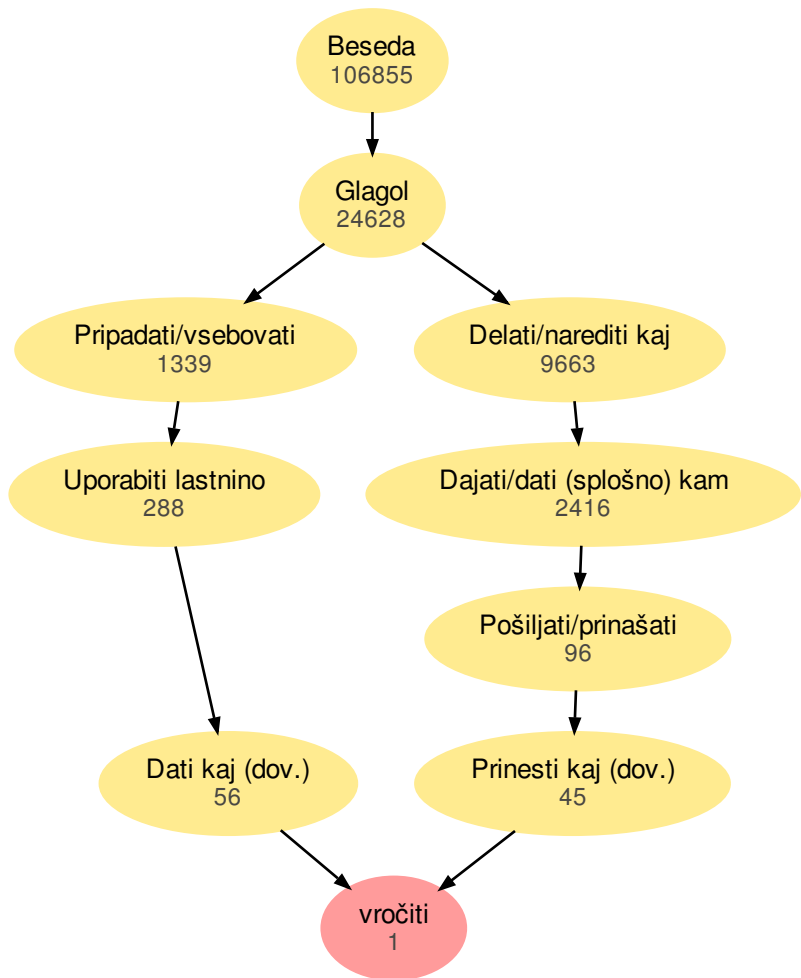 Beseda
106855
Glagol
24628
Pripadati/vsebovati
1339
Delati/narediti kaj
9663
Uporabiti lastnino
288
Dajati/dati (splošno) kam
2416
Pošiljati/prinašati
96
Dati kaj (dov.)
56
Prinesti kaj (dov.)
45
vročiti
1